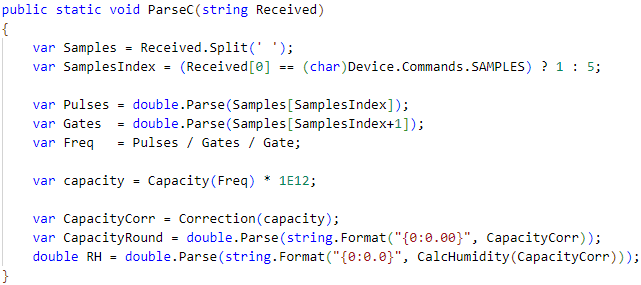 public static void ParseC(string Received)
{
    var Samples = Received.Split(' ');
    var SamplesIndex = (Received[0] == (char)Device.Commands.SAMPLES) ? 1 : 5;

    var Pulses = double.Parse(Samples[SamplesIndex]);
    var Gates  = double.Parse(Samples[SamplesIndex+1]);
    var Freq   = Pulses / Gates / Gate;

    var capacity = Capacity(Freq) * 1E12;

    var CapacityCorr = Correction(capacity);
    var CapacityRound = double.Parse(string.Format("{0:0.00}", CapacityCorr));
    double RH = double.Parse(string.Format("{0:0.0}", CalcHumidity(CapacityCorr)));
}